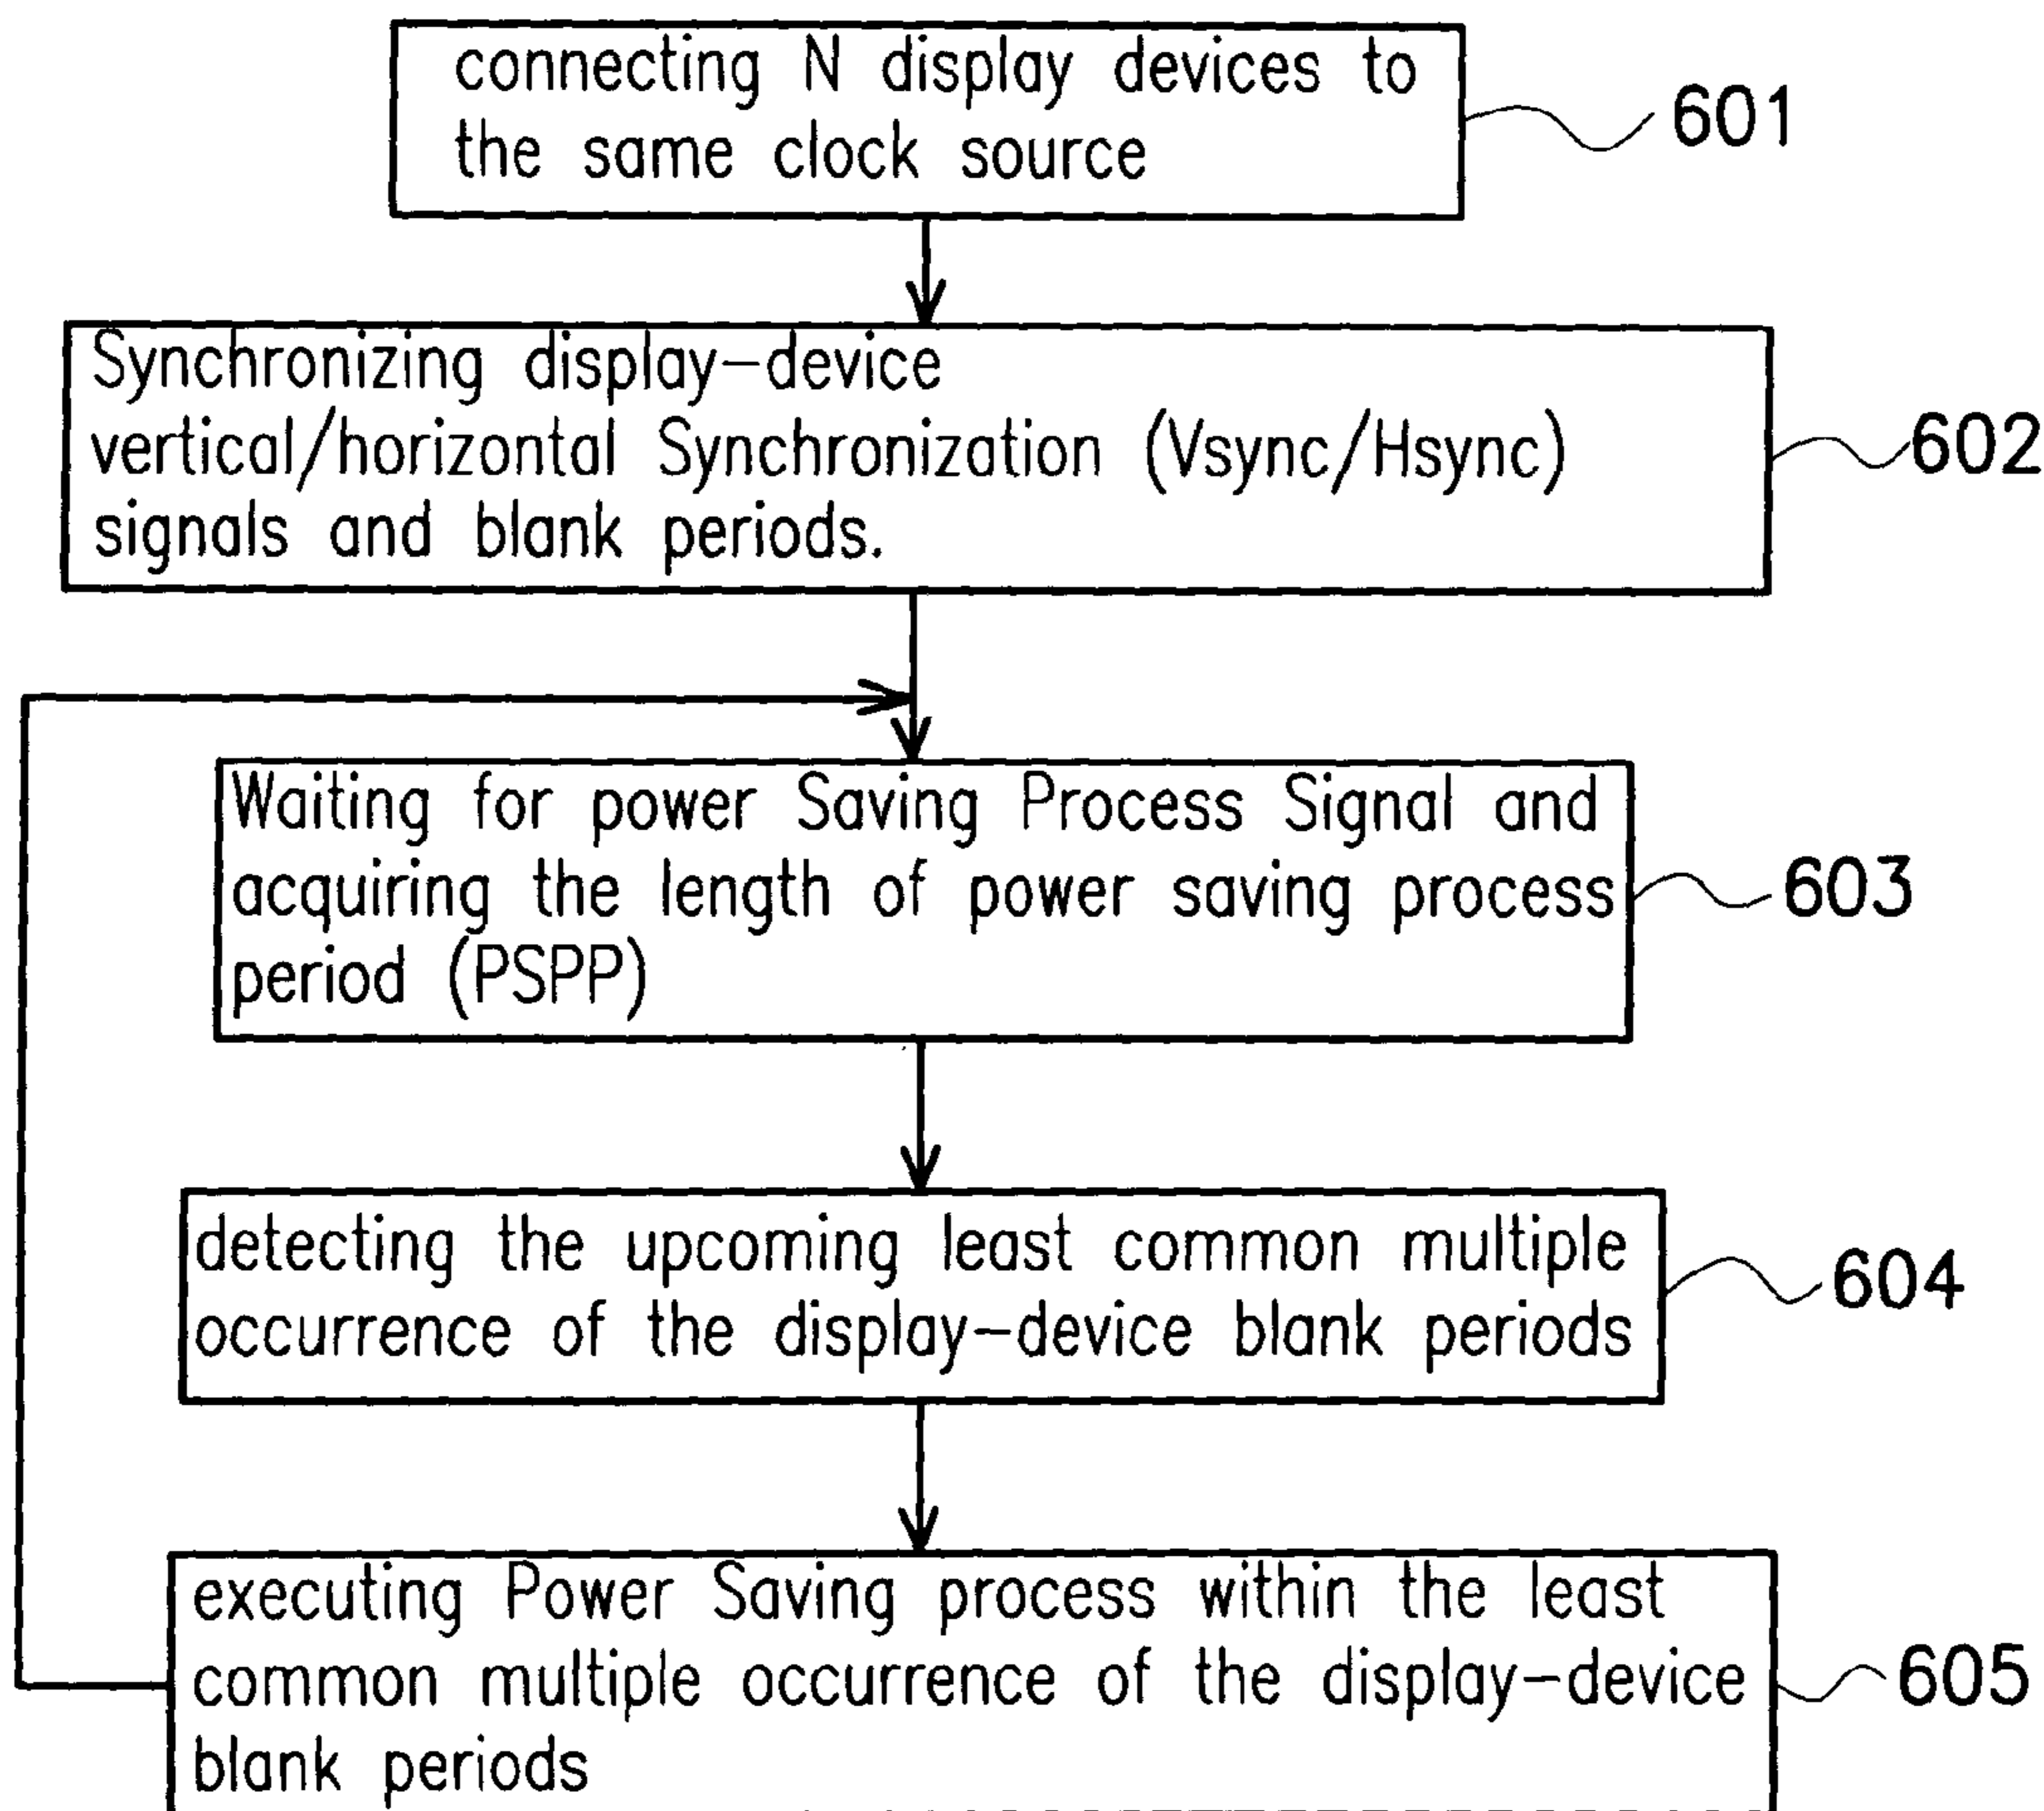 connecting N display devices to
the same clock source
601
Synchronizing display-device
vertical/horizontal Synchronization (Vsync/Hsync)
signals and blank periods.
602
Waiting for power Saving Process Signal and
acquiring the length of power saving process
period (PSPP)
603
detecting the upcoming least common multiple
occurrence of the display-device blank periods
604
executing Power Saving process within the least
common multiple occurrence of the display-device
blank periods
605